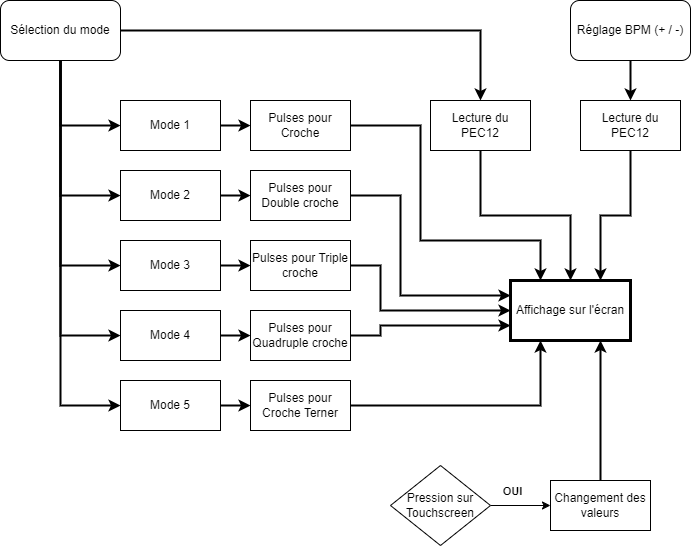 Sélection du mode
Réglage BPM (+ / -)
Mode 1
Pulses pour
Croche
Lecture du
PEC12
Lecture du
PEC12
Mode 2
Pulses pour
Double croche
Mode 3
Pulses pour Triple
croche
Mode 4
Pulses pour
Quadruple croche
Affichage sur l'écran
Mode 5
Pulses pour
Croche Terner
Pression sur
Touchscreen
OUI
Changement des
valeurs